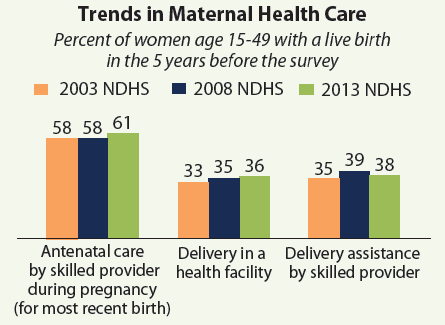 Trends in Maternal Health Care
Percent of women age 15-49 with a live birth
in the 5 years before the survey
2003 NDHS 2008 NDHS 2013 NDHS
58 58 61
33 35 36
35 39 38
Antenatal care
by skilled provider
during pregnancy
(for most recent birth)
Delivery in a
health facility
Delivery assistance
by skilled provider